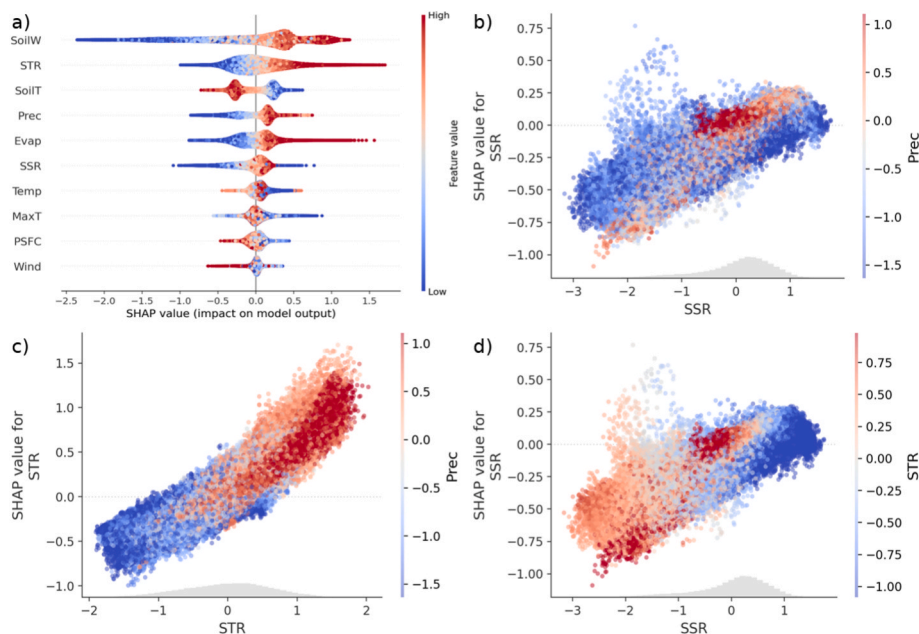 a)
SoilW
STR
SoilT
Prec
Evap
SSR
Temp
MaxT
PSFC
Wind
−2.5 −2.0 −1.5 −1.0 −0.5 0.0 0.5 1.0 1.5
SHAP value (impact on model output)
High
Feature value
Low
b)
0.75
0.50
0.25
0.00
−0.25
−0.50
−0.75
−1.00
SHAP value for
SSR
−3 −2 −1 0 1
SSR
1.0
0.5
0.0
−0.5
−1.0
−1.5
Prec
c)
1.5
1.0
0.5
0.0
−0.5
−1.0
SHAP value for
STR
−2 −1 0 1 2
STR
1.0
0.5
0.0
−0.5
−1.0
−1.5
Prec
d)
0.75
0.50
0.25
0.00
−0.25
−0.50
−0.75
−1.00
SHAP value for
SSR
−3 −2 −1 0 1
SSR
0.75
0.50
0.25
0.00
−0.25
−0.50
−0.75
−1.00
STR